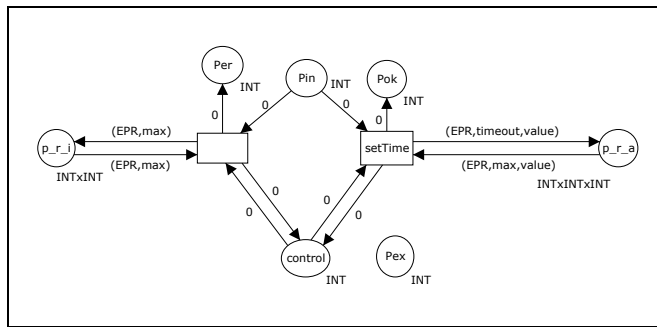 Per
Pin
Pok
INT
INT
INT
0
0
0
0
(EPR,max)
(EPR,timeout,value)
p_r_i
setTime
p_r_a
(EPR,max)
(EPR,max,value)
INTxINT
INTxINTxINT
0
0
0
0
control
Pex
INT
INT